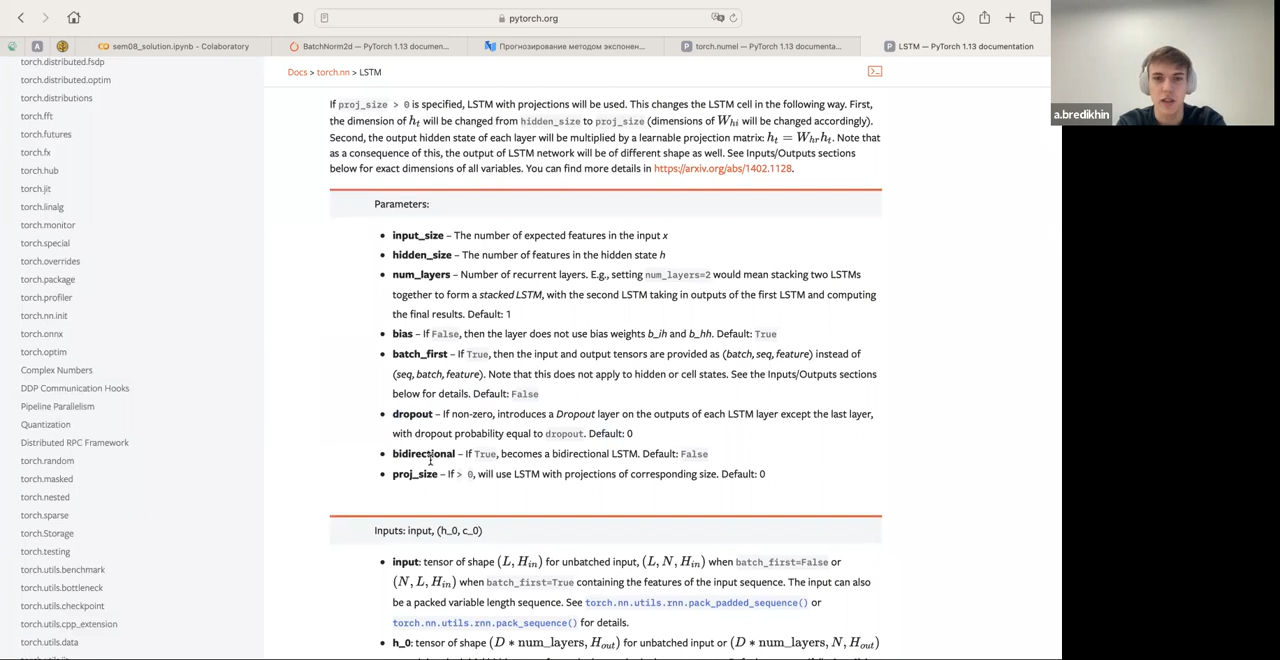 pytorch.org
sem08_solution.ipynb - Colaboratory
BatchNorm2d — PyTorch 1.13 documen...
Прогнозирование методом экспонен...
torch.numel — PyTorch 1.13 documenta...
LSTM — PyTorch 1.13 documentation
a.bredikhin
torch.distributed.fsdp
torch.distributed.optim
torch.distributions
torch.fft
torch.futures
torch.fx
torch.hub
torch.jit
torch.linalg
torch.monitor
torch.special
torch.overrides
torch.package
torch.profiler
torch.nn.init
torch.onnx
torch.optim
Complex Numbers
DDP Communication Hooks
Pipeline Parallelism
Quantization
Distributed RPC Framework
torch.random
torch.masked
torch.nested
torch.sparse
torch.Storage
torch.testing
torch.utils.benchmark
torch.utils.bottleneck
torch.utils.checkpoint
torch.utils.cpp_extension
torch.utils.data
Docs > torch.nn > LSTM
If proj_size > 0 is specified, LSTM with projections will be used. This changes the LSTM cell in the following way. First,
the dimension of h_t will be changed from hidden_size to proj_size (dimensions of W_hi will be changed accordingly).
Second, the output hidden state of each layer will be multiplied by a learnable projection matrix: h_t = W_hr h_t. Note that
as a consequence of this, the output of LSTM network will be of different shape as well. See Inputs/Outputs sections
below for exact dimensions of all variables. You can find more details in https://arxiv.org/abs/1402.1128.
Parameters:
• input_size – The number of expected features in the input x
• hidden_size – The number of features in the hidden state h
• num_layers – Number of recurrent layers. E.g., setting num_layers=2 would mean stacking two LSTMs
together to form a stacked LSTM, with the second LSTM taking in outputs of the first LSTM and computing
the final results. Default: 1
• bias – If False, then the layer does not use bias weights b_ih and b_hh. Default: True
• batch_first – If True, then the input and output tensors are provided as (batch, seq, feature) instead of
(seq, batch, feature). Note that this does not apply to hidden or cell states. See the Inputs/Outputs sections
below for details. Default: False
• dropout – If non-zero, introduces a Dropout layer on the outputs of each LSTM layer except the last layer,
with dropout probability equal to dropout. Default: 0
• bidirectional – If True, becomes a bidirectional LSTM. Default: False
• proj_size – If > 0, will use LSTM with projections of corresponding size. Default: 0
Inputs: input, (h_0, c_0)
• input: tensor of shape (L, H_in) for unbatched input, (L, N, H_in) when batch_first=False or
(N, L, H_in) when batch_first=True containing the features of the input sequence. The input can also
be a packed variable length sequence. See torch.nn.utils.rnn.pack_padded_sequence() or
torch.nn.utils.rnn.pack_sequence() for details.
• h_0: tensor of shape (D * num_layers, H_out) for unbatched input or (D * num_layers, N, H_out)